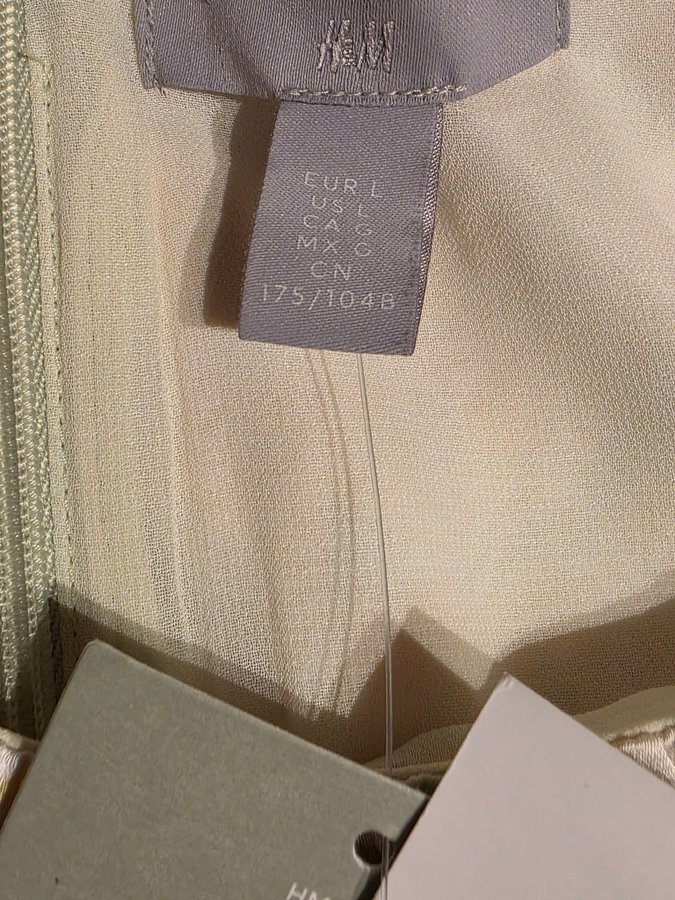 H&M
EUR L
US L
CA G
MX G
CN
175/104B